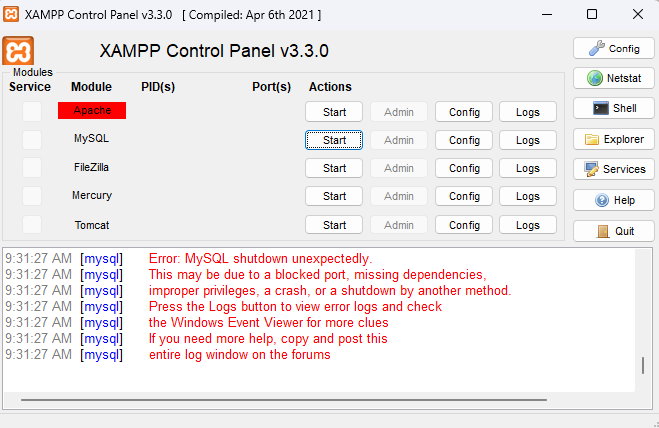 XAMPP Control Panel v3.3.0 [ Compiled: Apr 6th 2021 ]
XAMPP Control Panel v3.3.0
Config
Modules
Service Module PID(s) Port(s) Actions
Netstat
Apache Start Admin Config Logs
Shell
MySQL Start Admin Config Logs
Explorer
FileZilla Start Admin Config Logs
Services
Mercury Start Admin Config Logs
Help
Tomcat Start Admin Config Logs
Quit
9:31:27 AM [mysql] Error: MySQL shutdown unexpectedly.
9:31:27 AM [mysql] This may be due to a blocked port, missing dependencies,
9:31:27 AM [mysql] improper privileges, a crash, or a shutdown by another method.
9:31:27 AM [mysql] Press the Logs button to view error logs and check
9:31:27 AM [mysql] the Windows Event Viewer for more clues
9:31:27 AM [mysql] If you need more help, copy and post this
9:31:27 AM [mysql] entire log window on the forums